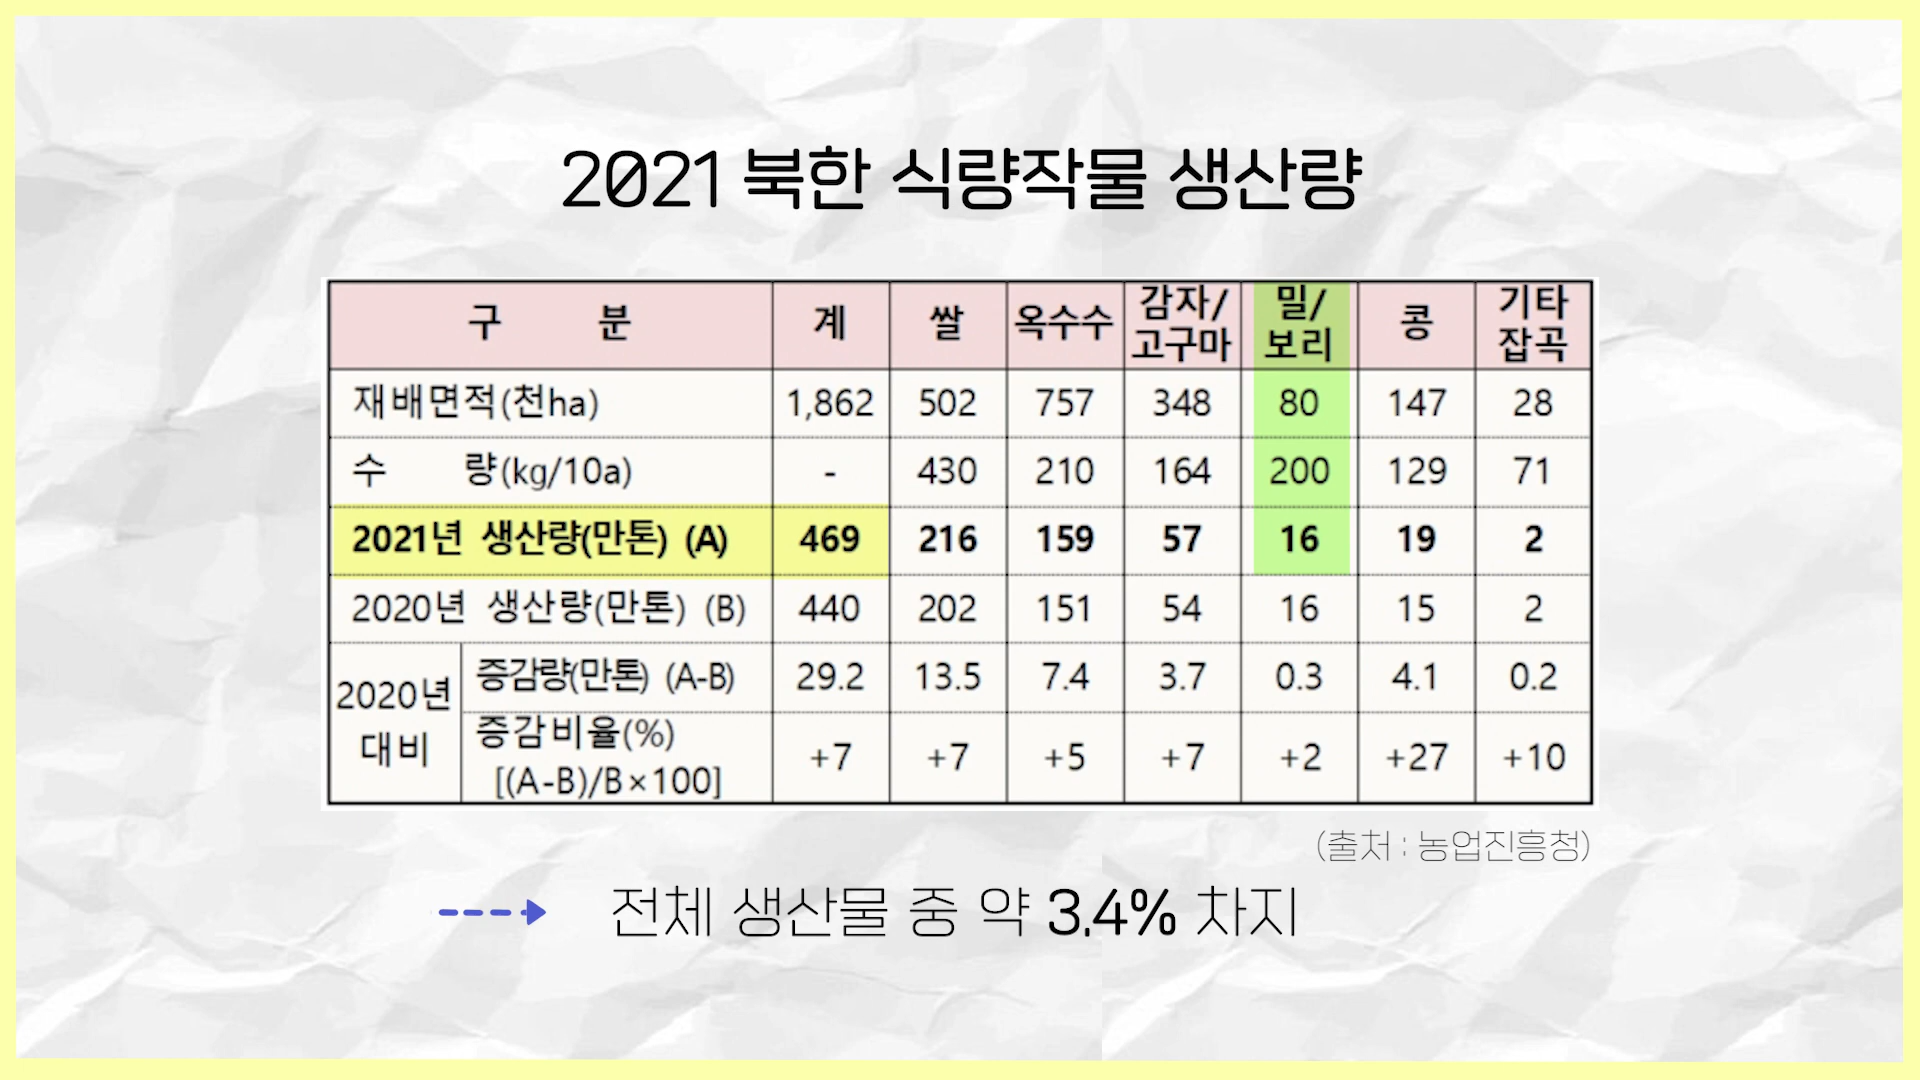 2021 북한 식량작물 생산량
구 분 계 쌀 옥수수 감자/고구마 밀/보리 콩 기타잡곡
재배면적(천ha) 1,862 502 757 348 80 147 28
수 량(kg/10a) - 430 210 164 200 129 71
2021년 생산량(만톤) (A) 469 216 159 57 16 19 2
2020년 생산량(만톤) (B) 440 202 151 54 16 15 2
2020년 대비 증감량(만톤) (A-B) 29.2 13.5 7.4 3.7 0.3 4.1 0.2
증감비율(%) [(A-B)/B×100] +7 +7 +5 +7 +2 +27 +10
(출처 : 농업진흥청)
전체 생산물 중 약 3.4% 차지